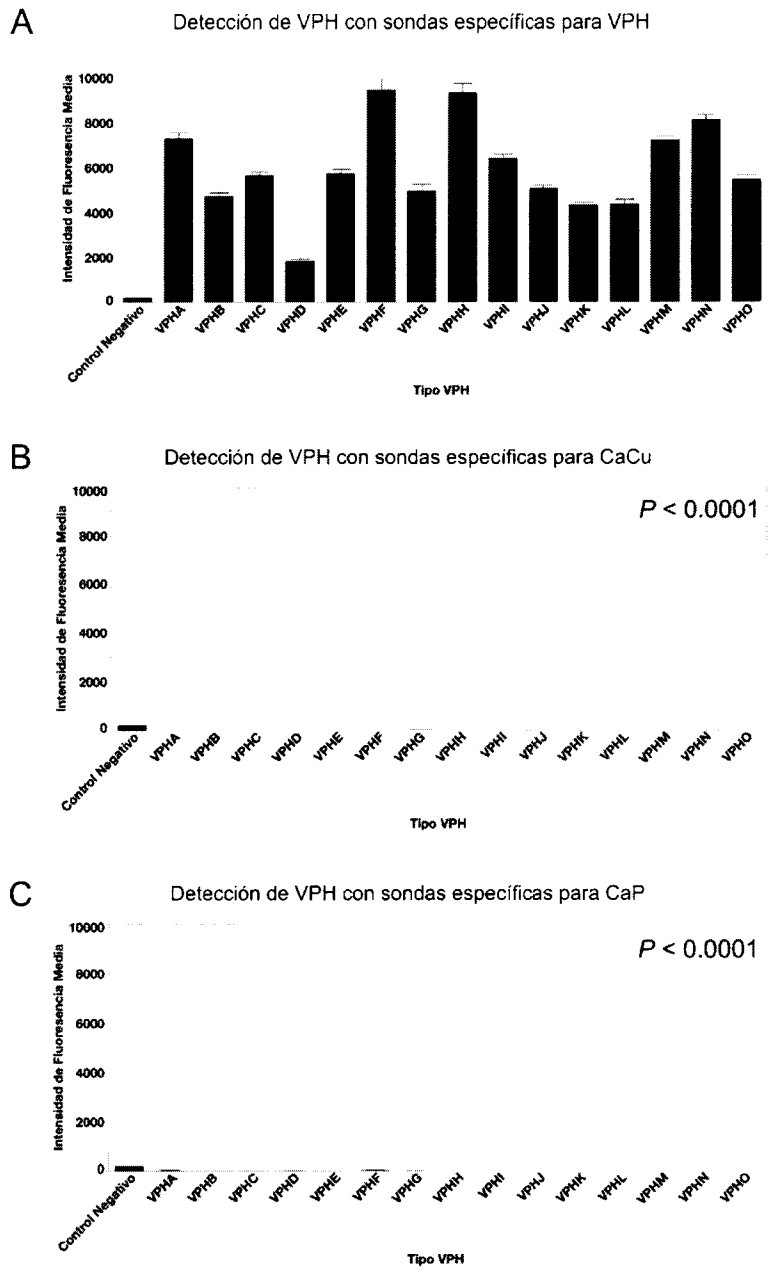 A
Detección de VPH con sondas específicas para VPH
Intensidad de Fluoresencia Media
10000
8000
6000
4000
2000
0
Control Negativo
VPHA
VPHB
VPHC
VPHD
VPHE
VPHF
VPHG
VPHH
VPHI
VPHJ
VPHK
VPHL
VPHM
VPHN
VPHO
Tipo VPH
B
Detección de VPH con sondas específicas para CaCu
P < 0.0001
Intensidad de Fluoresencia Media
10000
8000
6000
4000
2000
0
Control Negativo
VPHA
VPHB
VPHC
VPHD
VPHE
VPHF
VPHG
VPHH
VPHI
VPHJ
VPHK
VPHL
VPHM
VPHN
VPHO
Tipo VPH
C
Detección de VPH con sondas específicas para CaP
P < 0.0001
Intensidad de Fluoresencia Media
10000
8000
6000
4000
2000
0
Control Negativo
VPHA
VPHB
VPHC
VPHD
VPHE
VPHF
VPHG
VPHH
VPHI
VPHJ
VPHK
VPHL
VPHM
VPHN
VPHO
Tipo VPH